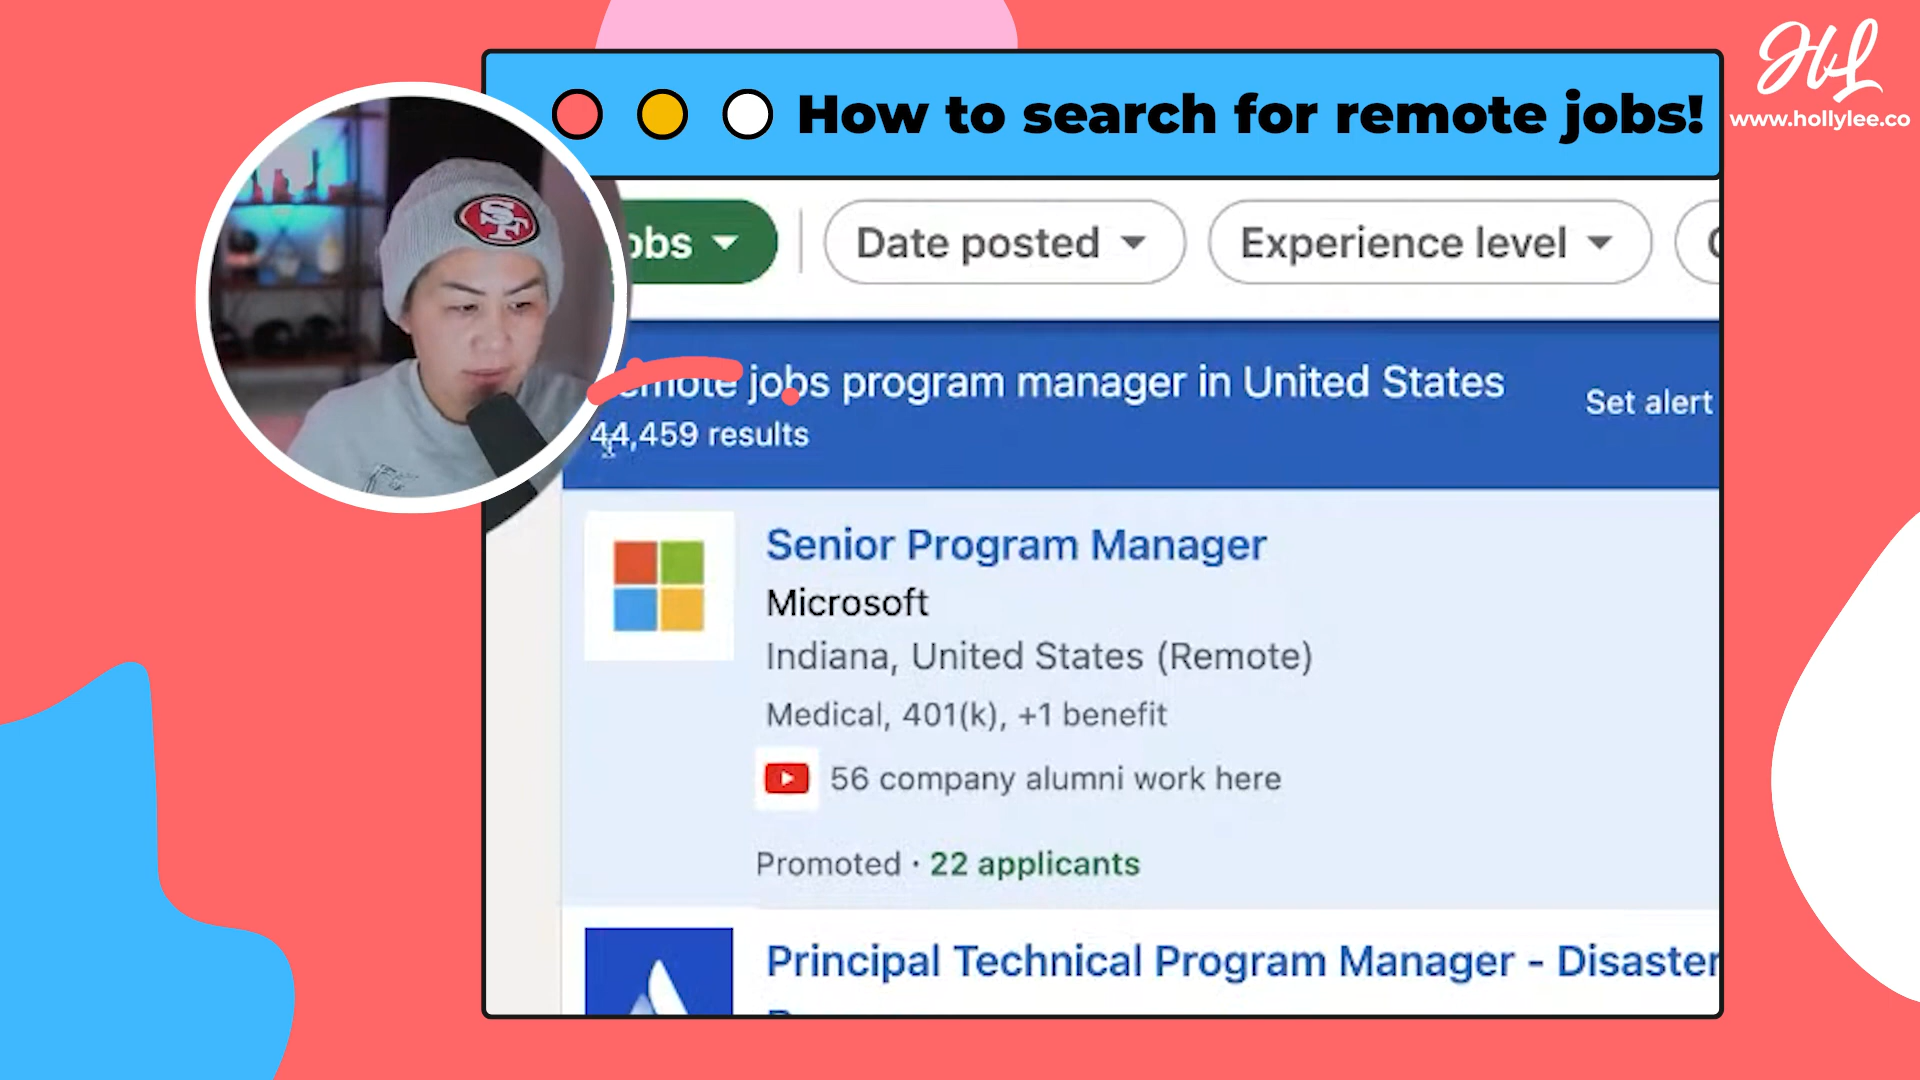 HL
www.hollylee.co
How to search for remote jobs!
SF
Date posted
Experience level
jobs program manager in United States
Set alert
44,459 results
Senior Program Manager
Microsoft
Indiana, United States (Remote)
Medical, 401(k), +1 benefit
56 company alumni work here
Promoted · 22 applicants
Principal Technical Program Manager - Disaster